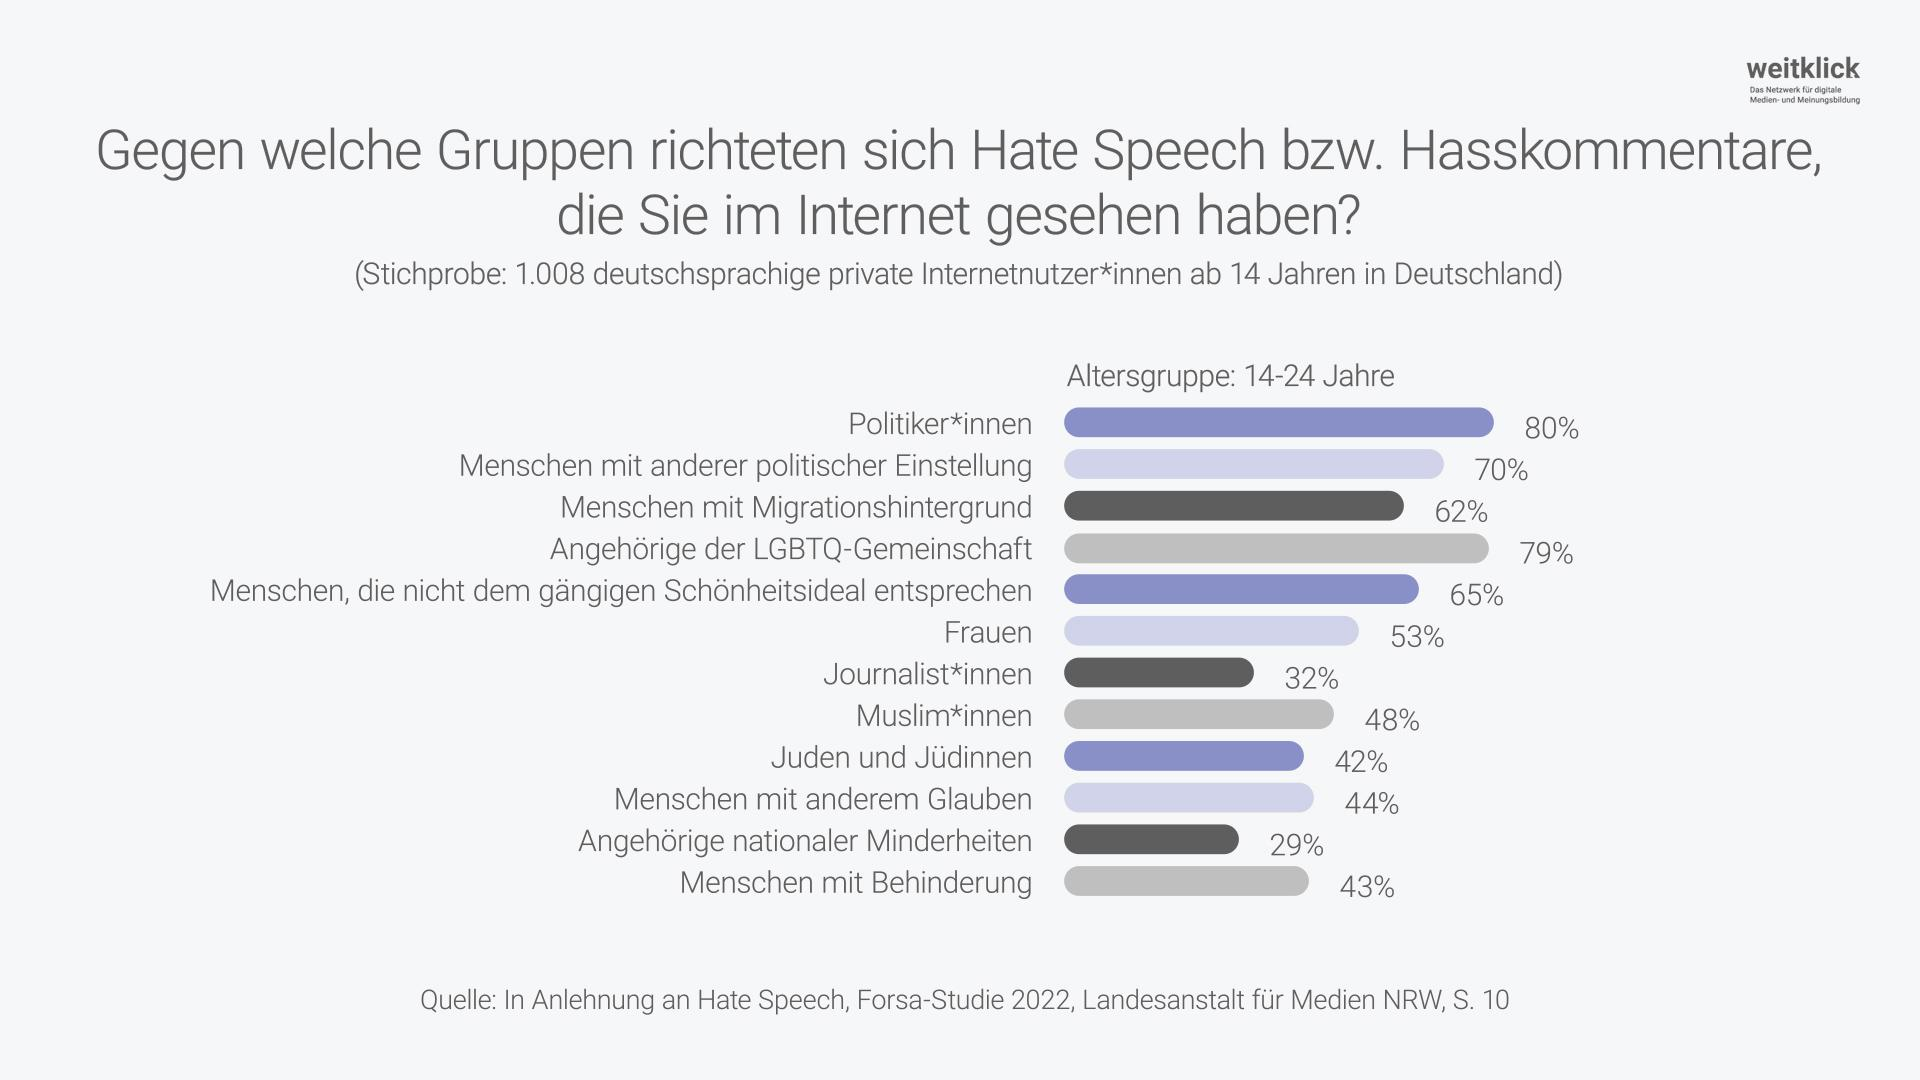 weitklick
Das Netzwerk für digitale
Medien- und Meinungsbildung
Gegen welche Gruppen richteten sich Hate Speech bzw. Hasskommentare,
die Sie im Internet gesehen haben?
(Stichprobe: 1.008 deutschsprachige private Internetnutzer*innen ab 14 Jahren in Deutschland)
Altersgruppe: 14-24 Jahre
Politiker*innen 80%
Menschen mit anderer politischer Einstellung 70%
Menschen mit Migrationshintergrund 62%
Angehörige der LGBTQ-Gemeinschaft 79%
Menschen, die nicht dem gängigen Schönheitsideal entsprechen 65%
Frauen 53%
Journalist*innen 32%
Muslim*innen 48%
Juden und Jüdinnen 42%
Menschen mit anderem Glauben 44%
Angehörige nationaler Minderheiten 29%
Menschen mit Behinderung 43%
Quelle: In Anlehnung an Hate Speech, Forsa-Studie 2022, Landesanstalt für Medien NRW, S. 10